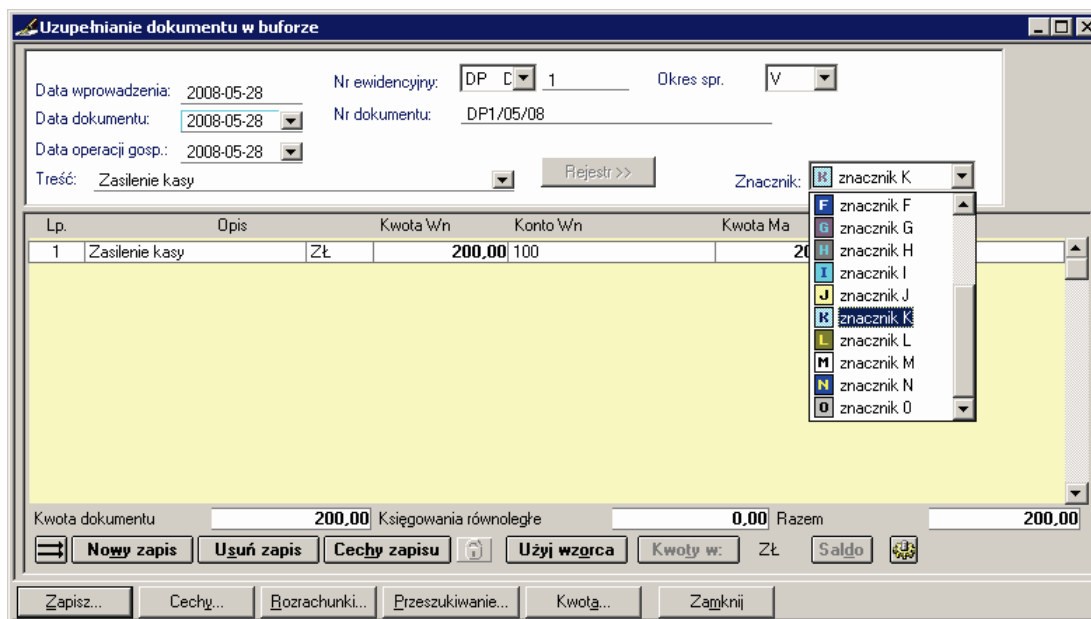 Uzupełnianie dokumentu w buforze
Data wprowadzenia: 2008-05-28 Nr ewidencyjny: DP D 1 Okres spr. V
Data dokumentu: 2008-05-28 Nr dokumentu: DP1/05/08
Data operacji gosp.: 2008-05-28
Treść: Zasilenie kasy Rejestr >> Znacznik: K znacznik K
F znacznik F
Lp. Opis Kwota Wn Konto Wn Kwota Ma G znacznik G
1 Zasilenie kasy ZŁ 200,00 100 20 H znacznik H
I znacznik I
J znacznik J
K znacznik K
L znacznik L
M znacznik M
N znacznik N
O znacznik O
Kwota dokumentu 200,00 Księgowania równoległe 0,00 Razem 200,00
Nowy zapis Usuń zapis Cechy zapisu Użyj wzorca Kwoty w: ZŁ Saldo
Zapisz... Cechy... Rozrachunki... Przeszukiwanie... Kwota... Zamknij